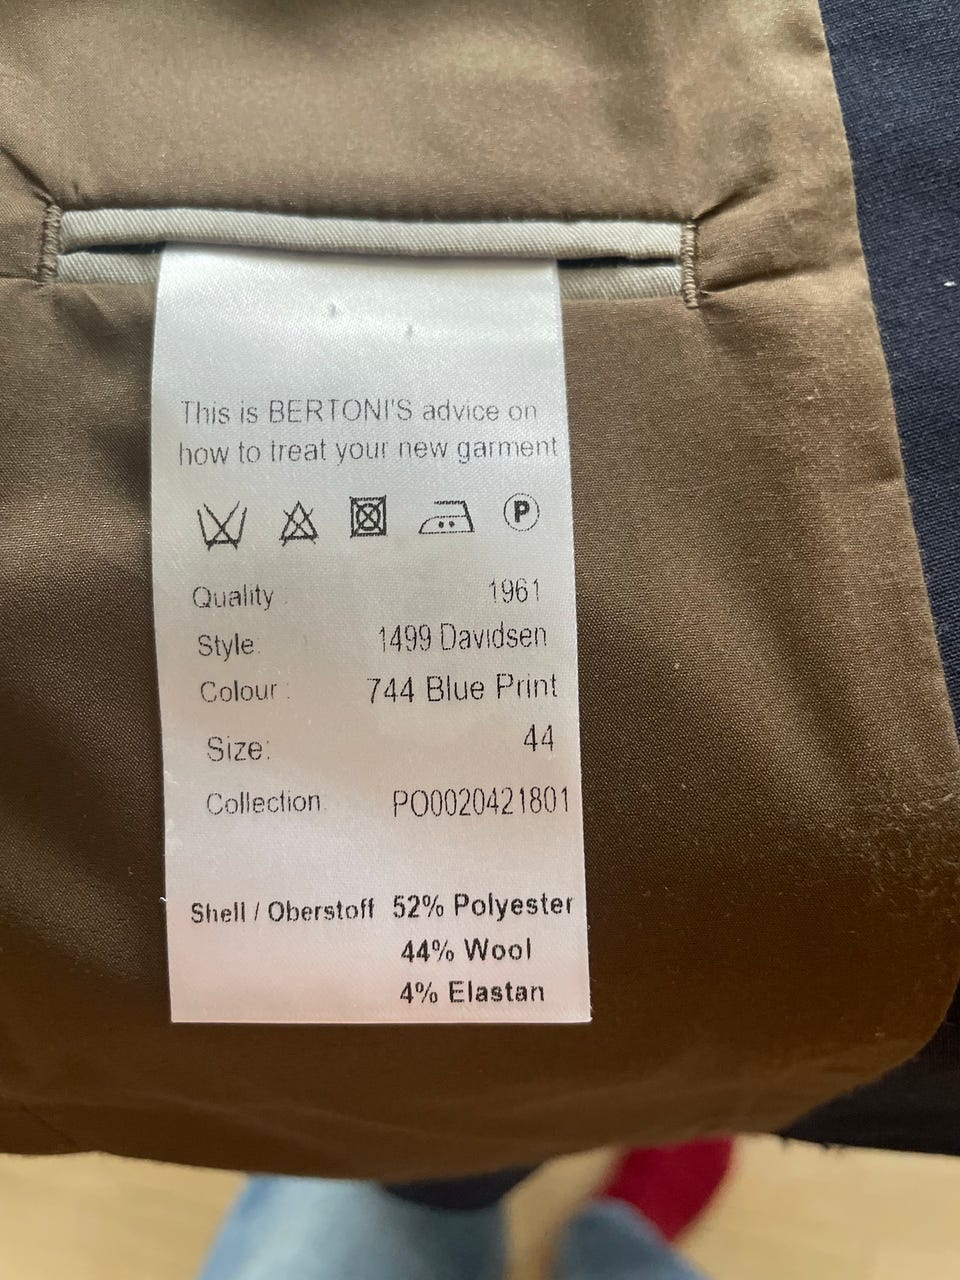 This is BERTONI'S advice on
how to treat your new garment
P
Quality : 1961
Style: 1499 Davidsen
Colour : 744 Blue Print
Size: 44
Collection: PO0020421801
Shell / Oberstoff 52% Polyester
44% Wool
4% Elastan